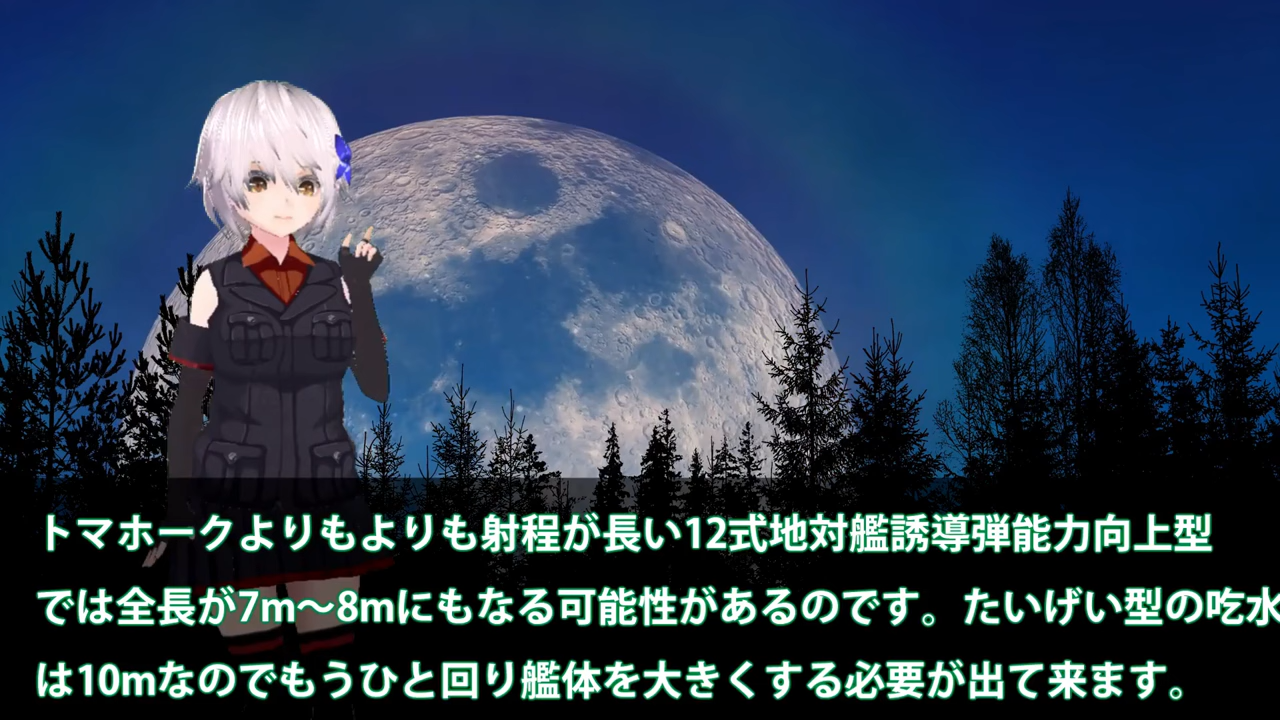 トマホークよりもよりも射程が長い12式地対艦誘導弾能力向上型
では全長が7m～8mにもなる可能性があるのです。たいげい型の吃水
は10mなのでもうひと回り艦体を大きくする必要が出て来ます。